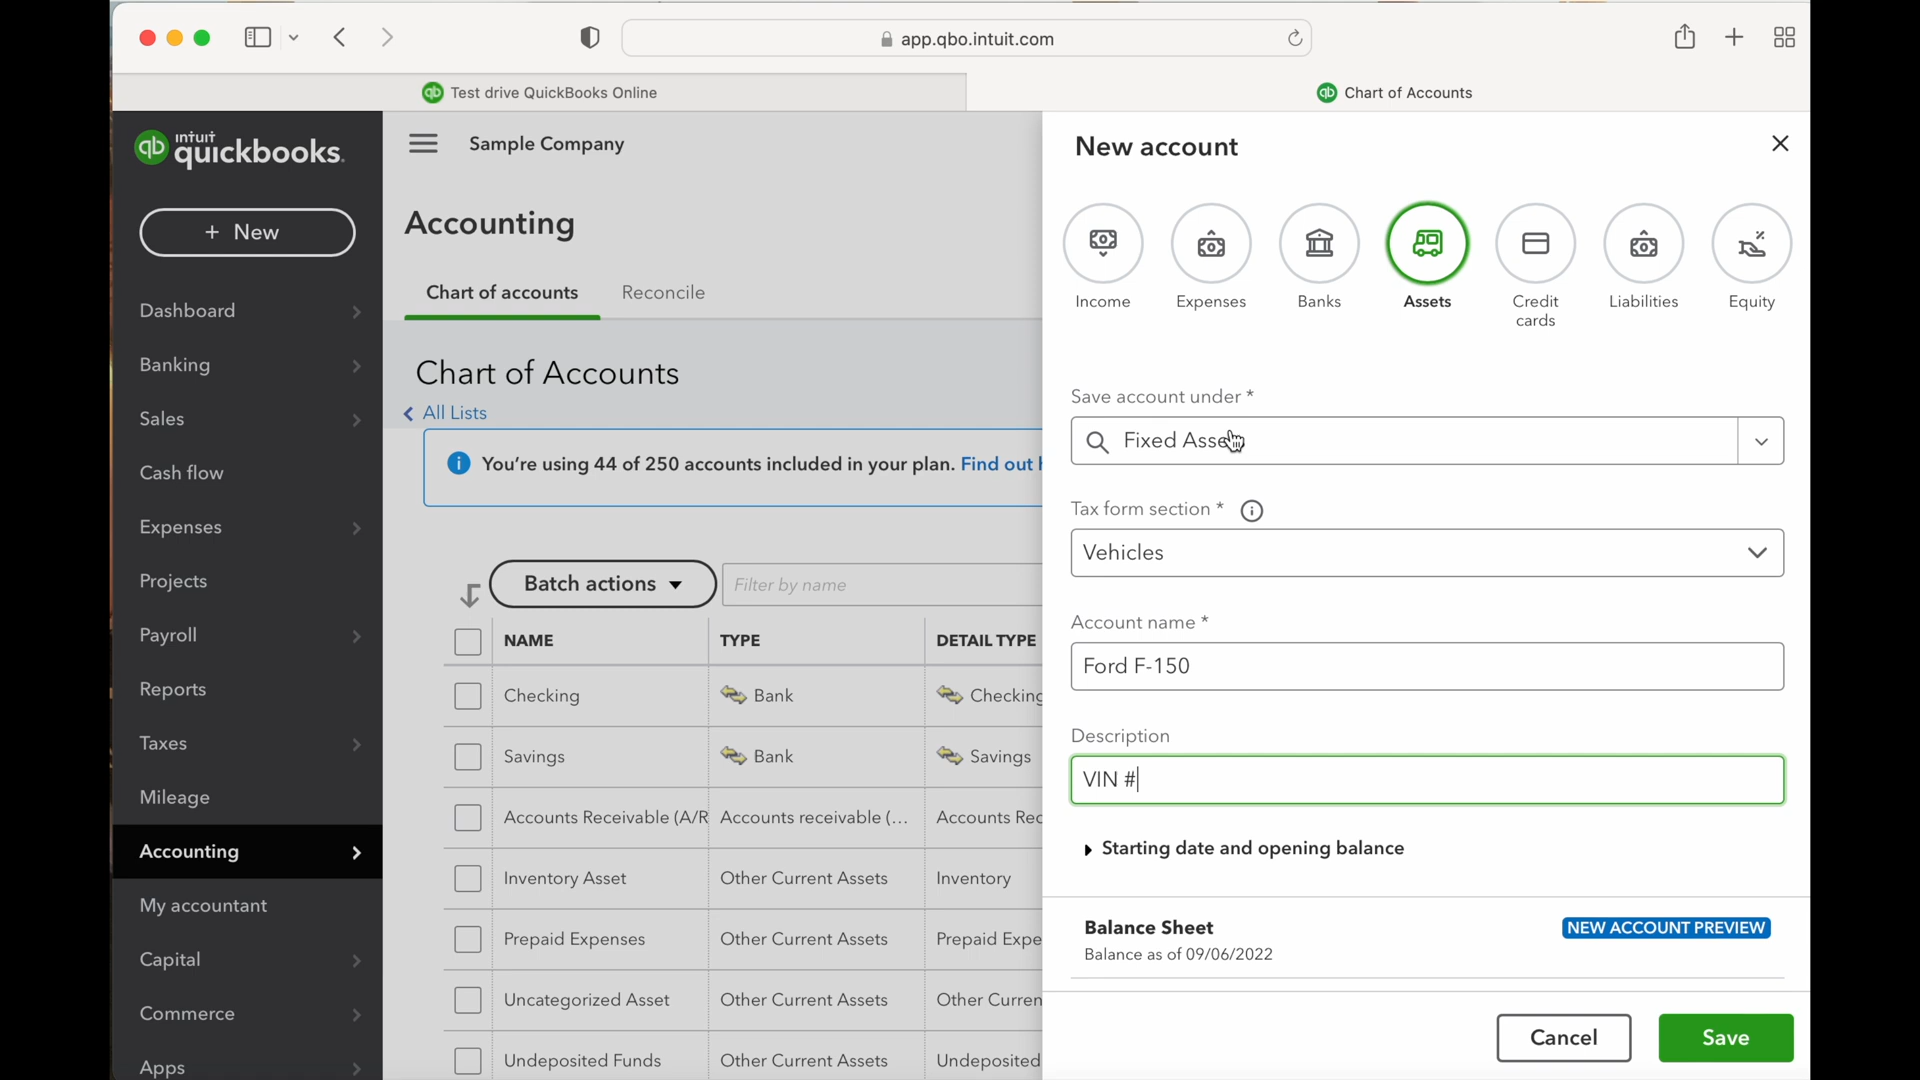 app.qbo.intuit.com
Test drive QuickBooks Online
Chart of Accounts
intuit
quickbooks.
qb
+ New
Dashboard
Banking
Sales
Cash flow
Expenses
Projects
Payroll
Reports
Taxes
Mileage
Accounting
My accountant
Capital
Commerce
Apps
Sample Company
Accounting
Chart of accounts
Reconcile
Chart of Accounts
All Lists
You're using 44 of 250 accounts included in your plan. Find out
Batch actions
Filter by name
NAME TYPE DETAIL TYPE
Checking Bank Checking
Savings Bank Savings
Accounts Receivable (A/R Accounts receivable (... Accounts Rec
Inventory Asset Other Current Assets Inventory
Prepaid Expenses Other Current Assets Prepaid Expe
Uncategorized Asset Other Current Assets Other Curren
Undeposited Funds Other Current Assets Undeposited
New account
Income
Expenses
Banks
Assets
Credit
cards
Liabilities
Equity
Save account under *
Fixed Assets
Tax form section *
Vehicles
Account name *
Ford F-150
Description
VIN #
Starting date and opening balance
Balance Sheet
NEW ACCOUNT PREVIEW
Balance as of 09/06/2022
Cancel
Save